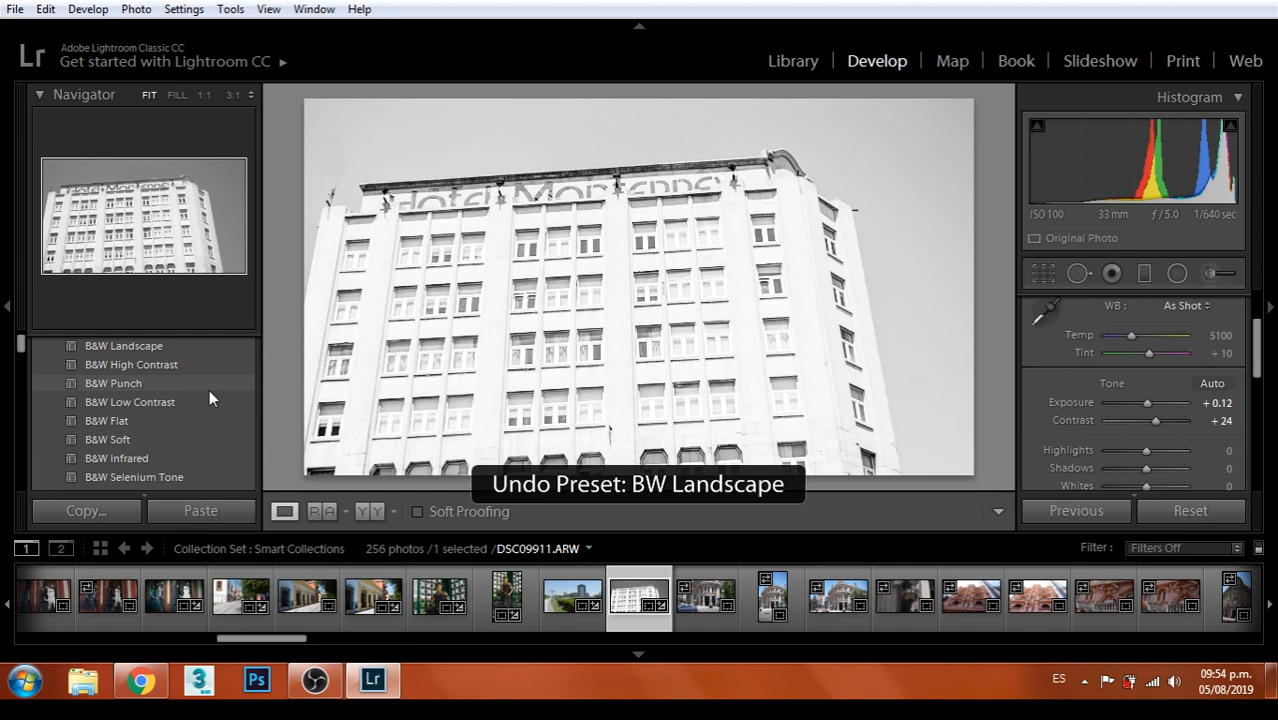 File Edit Develop Photo Settings Tools View Window Help
Lr
Adobe Lightroom Classic CC
Get started with Lightroom CC
Library Develop Map Book Slideshow Print Web
Navigator FIT FILL 1:1 3:1
Histogram
Hotel Monterrey
ISO 100 33 mm ƒ / 5.0 1/640 sec
Original Photo
WB : As Shot
Temp 5100
Tint + 10
Tone Auto
Exposure + 0.12
Contrast + 24
Highlights 0
Shadows 0
Whites 0
B&W Landscape
B&W High Contrast
B&W Punch
B&W Low Contrast
B&W Flat
B&W Soft
B&W Infrared
B&W Selenium Tone
Undo Preset: BW Landscape
Copy... Paste
R A Y Y Soft Proofing
Previous Reset
1 2 Collection Set : Smart Collections 256 photos / 1 selected / DSC09911.ARW Filter : Filters Off
Ps Lr
ES 09:54 p.m.
05/08/2019